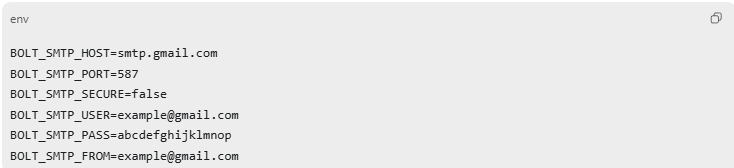 env
BOLT_SMTP_HOST=smtp.gmail.com
BOLT_SMTP_PORT=587
BOLT_SMTP_SECURE=false
BOLT_SMTP_USER=example@gmail.com
BOLT_SMTP_PASS=abcdefghijklmnop
BOLT_SMTP_FROM=example@gmail.com